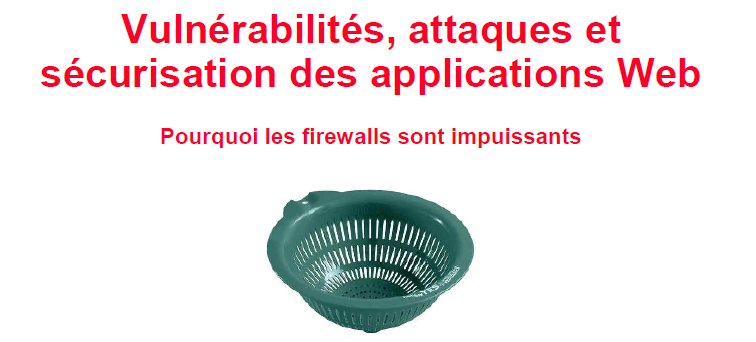 Vulnérabilités, attaques et
sécurisation des applications Web
Pourquoi les firewalls sont impuissants